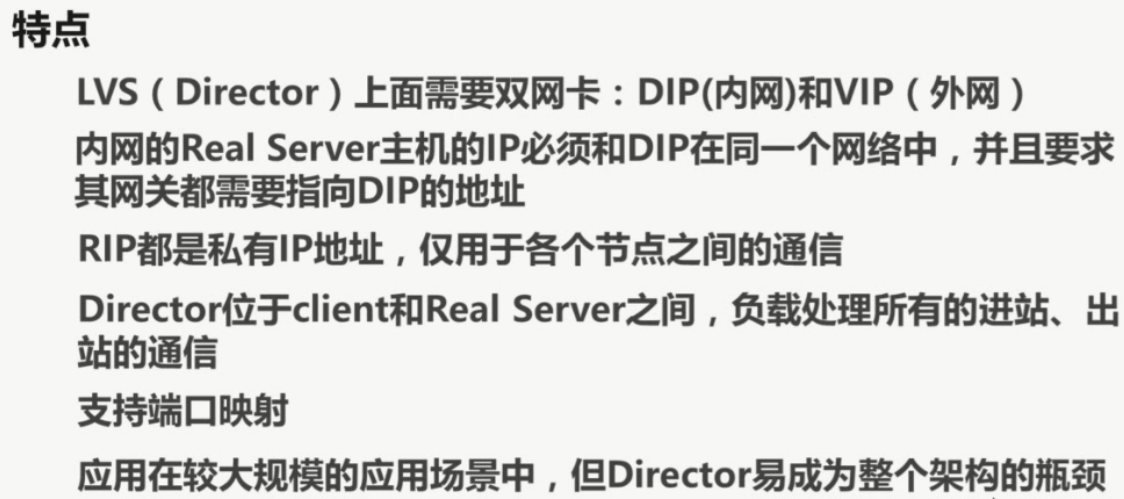 特点
LVS（Director）上面需要双网卡：DIP(内网)和VIP（外网）
内网的Real Server主机的IP必须和DIP在同一个网络中，并且要求
其网关都需要指向DIP的地址
RIP都是私有IP地址，仅用于各个节点之间的通信
Director位于client和Real Server之间，负载处理所有的进站、出
站的通信
支持端口映射
应用在较大规模的应用场景中，但Director易成为整个架构的瓶颈